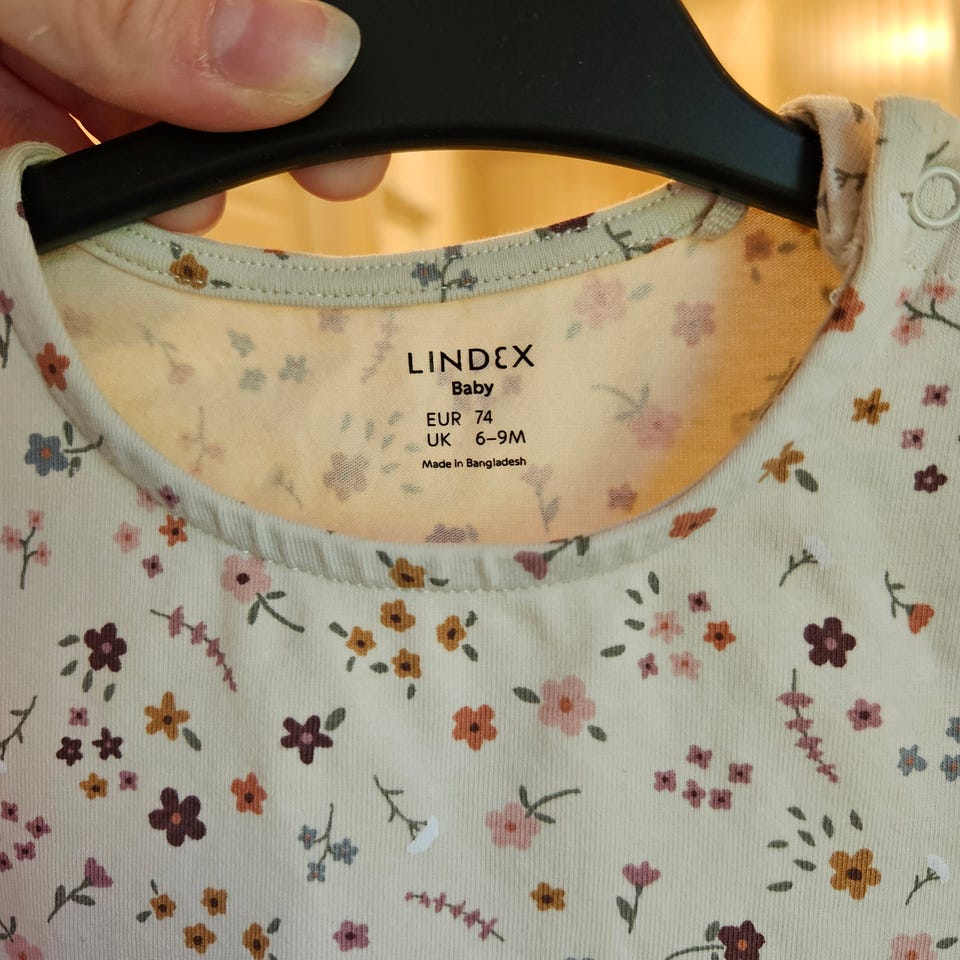 LINDEX
Baby
EUR 74
UK 6–9M
Made in Bangladesh